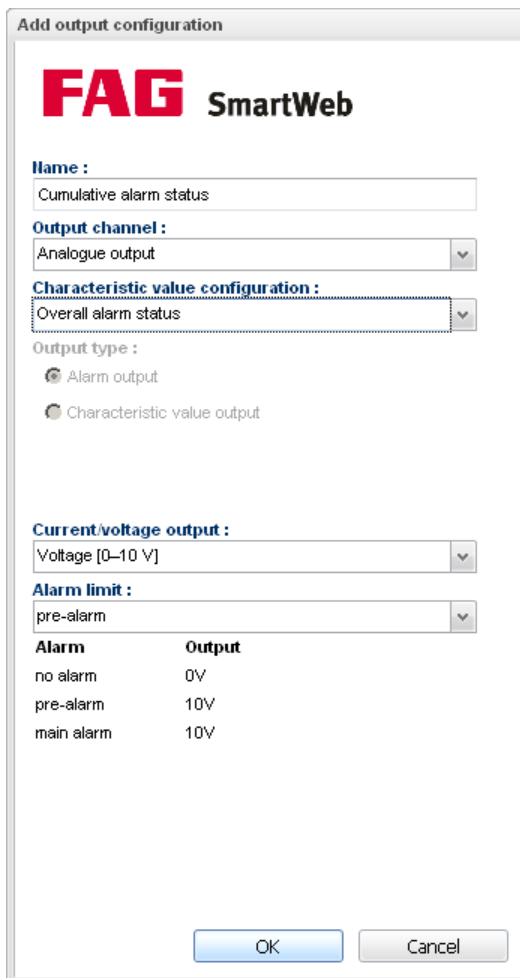 Add output configuration
FAG SmartWeb
Name :
Cumulative alarm status
Output channel :
Analogue output
Characteristic value configuration :
Overall alarm status
Output type :
Alarm output
Characteristic value output
Current/voltage output :
Voltage [0–10 V]
Alarm limit :
pre-alarm
Alarm Output
no alarm 0V
pre-alarm 10V
main alarm 10V
OK Cancel